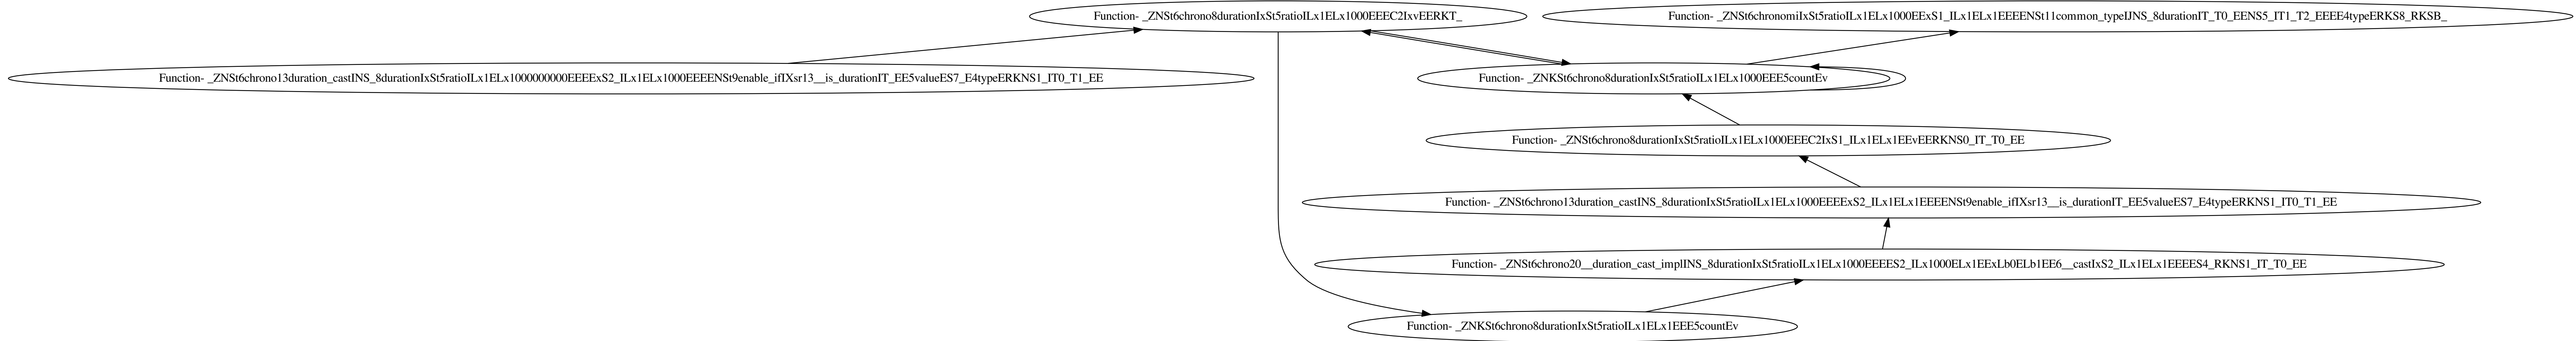 Function- _ZNSt6chrono8durationIxSt5ratioILx1ELx1000EEEC2IxvEERKT_
Function- _ZNSt6chronomiIxSt5ratioILx1ELx1000EExS1_ILx1ELx1EEEENSt11common_typeIJNS_8durationIT_T0_EENS5_IT1_T2_EEEE4typeERKS8_RKSB_
Function- _ZNSt6chrono13duration_castINS_8durationIxSt5ratioILx1ELx1000000000EEEExS2_ILx1ELx1000EEEENSt9enable_ifIXsr13__is_durationIT_EE5valueES7_E4typeERKNS1_IT0_T1_EE
Function- _ZNKSt6chrono8durationIxSt5ratioILx1ELx1000EEE5countEv
Function- _ZNSt6chrono8durationIxSt5ratioILx1ELx1000EEEC2IxS1_ILx1ELx1EEvEERKNS0_IT_T0_EE
Function- _ZNSt6chrono13duration_castINS_8durationIxSt5ratioILx1ELx1000EEEExS2_ILx1ELx1EEEENSt9enable_ifIXsr13__is_durationIT_EE5valueES7_E4typeERKNS1_IT0_T1_EE
Function- _ZNSt6chrono20__duration_cast_implINS_8durationIxSt5ratioILx1ELx1000EEEES2_ILx1000ELx1EExLb0ELb1EE6__castIxS2_ILx1ELx1EEEES4_RKNS1_IT_T0_EE
Function- _ZNKSt6chrono8durationIxSt5ratioILx1ELx1EEE5countEv